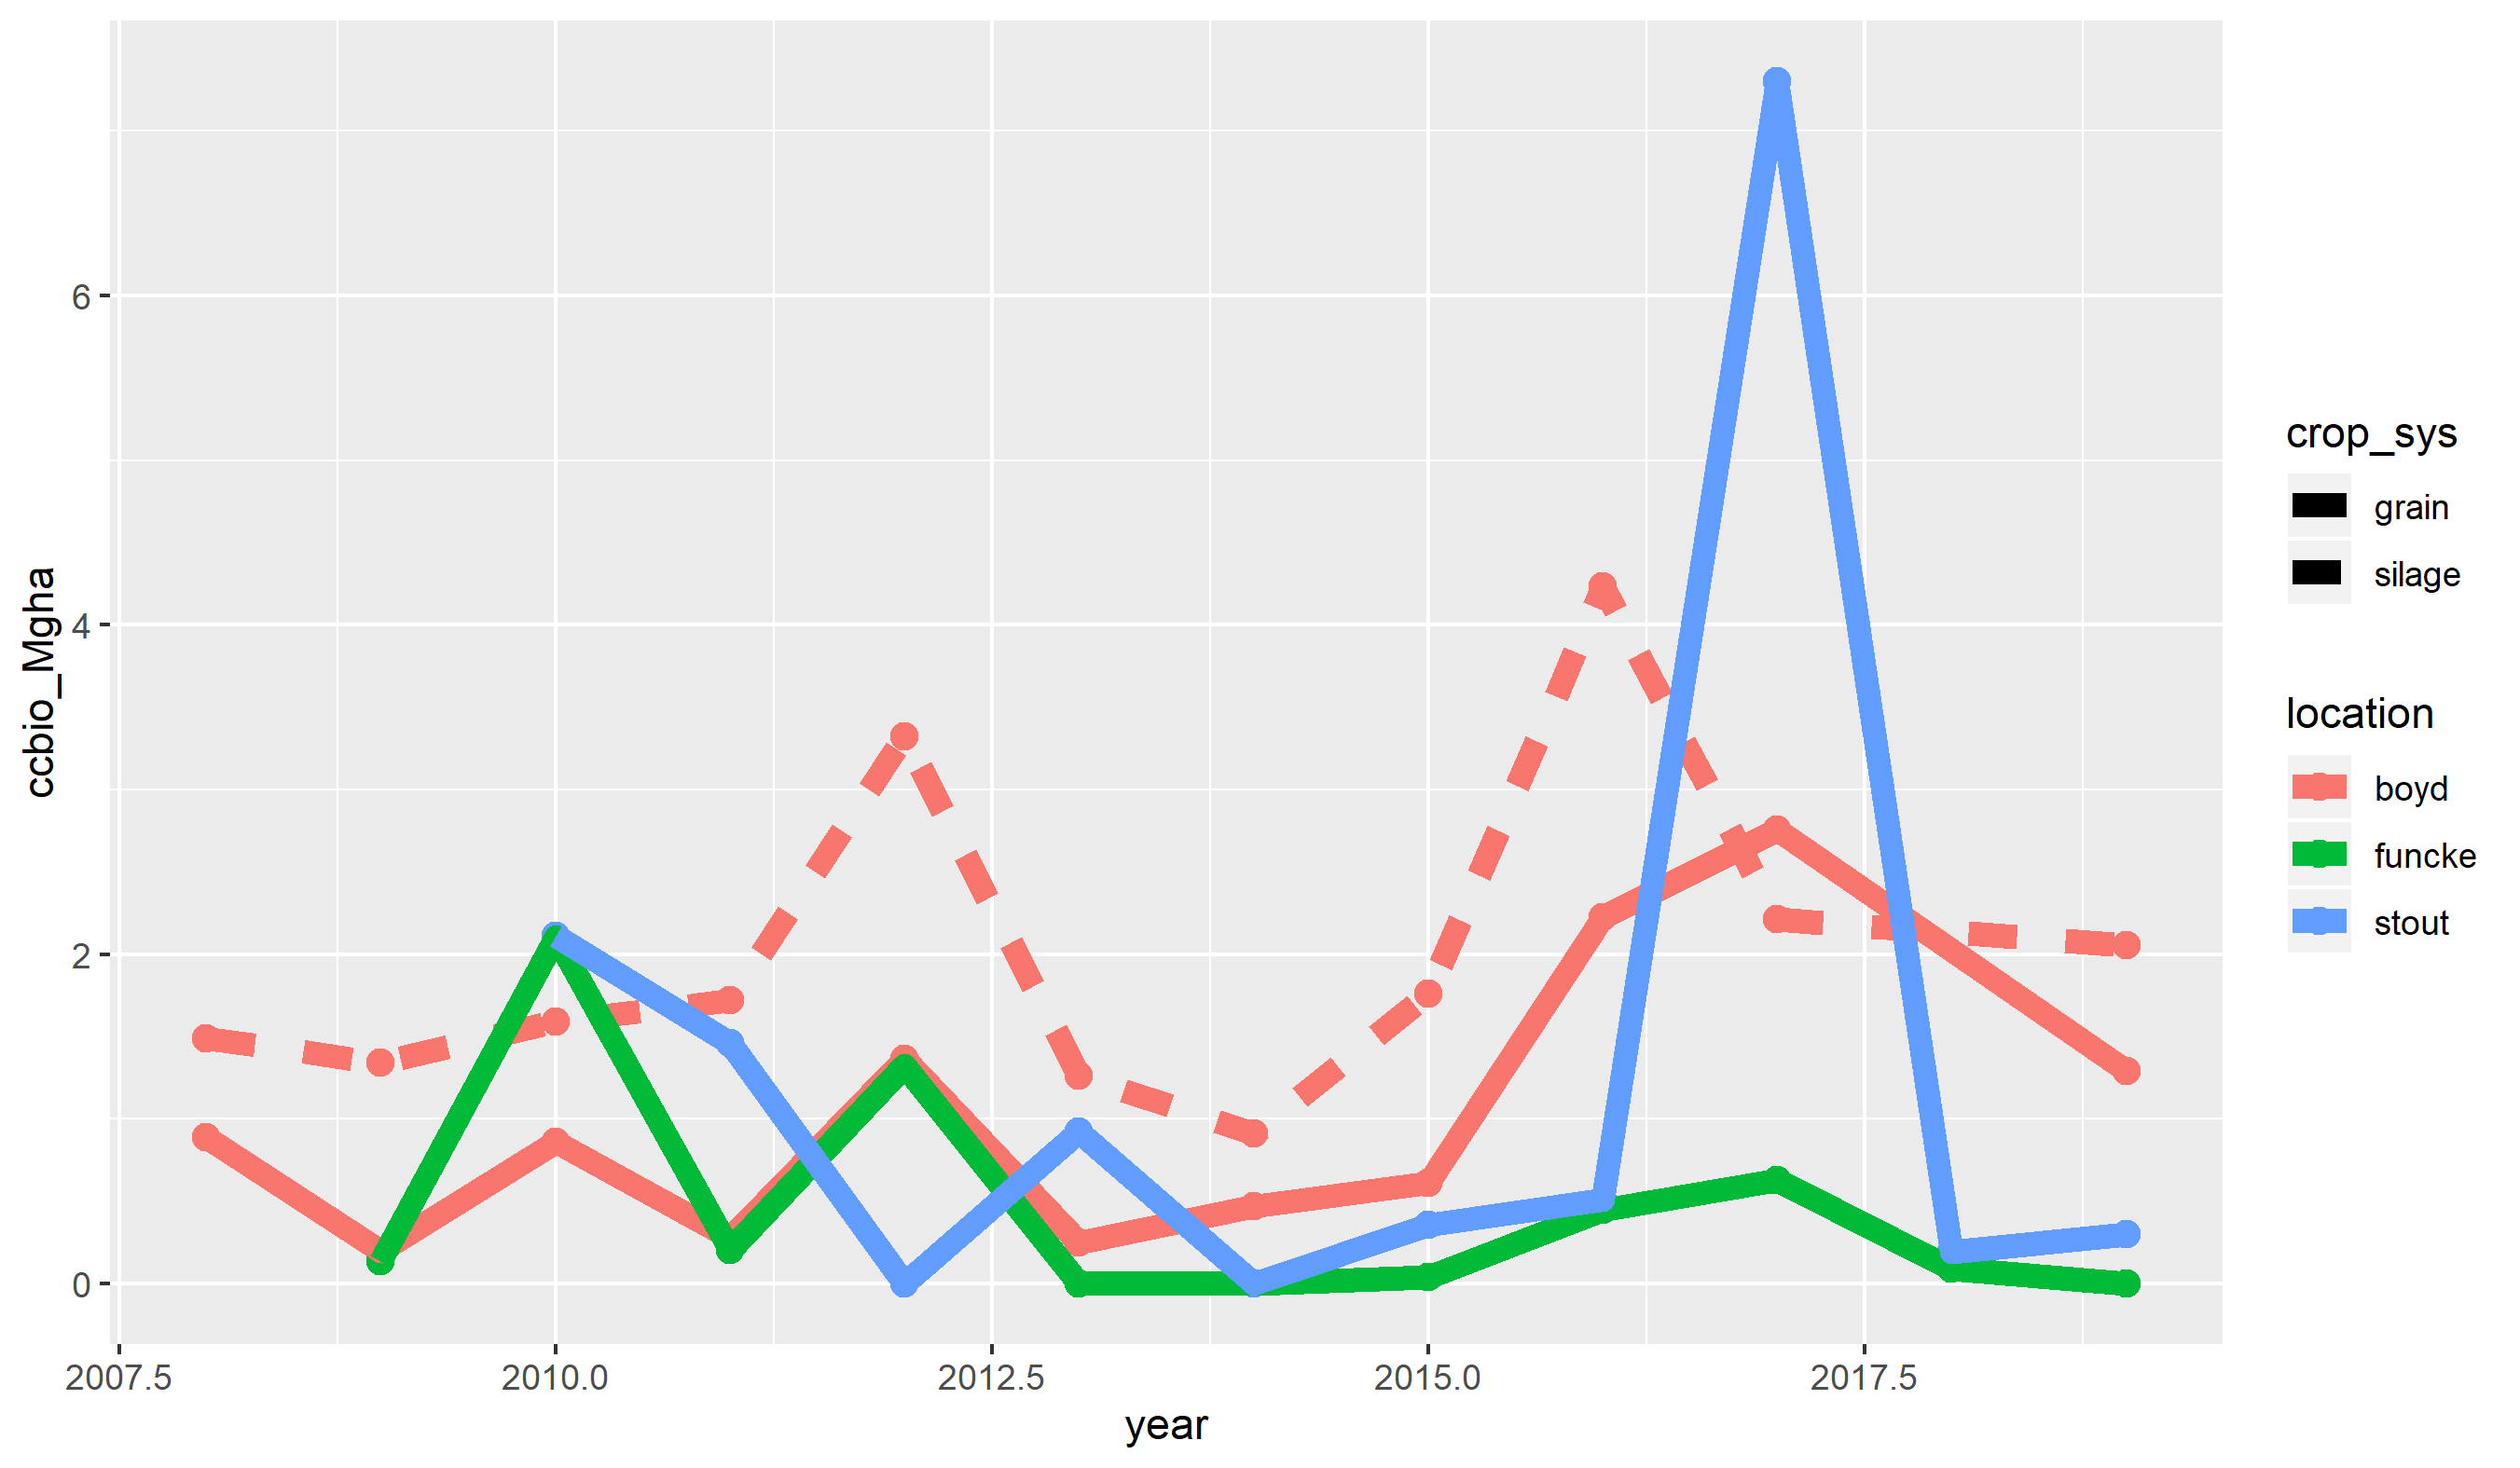 6
4
2
0
ccbio_Mgha
2007.5 2010.0 2012.5 2015.0 2017.5
year
crop_sys
grain
silage
location
boyd
funcke
stout